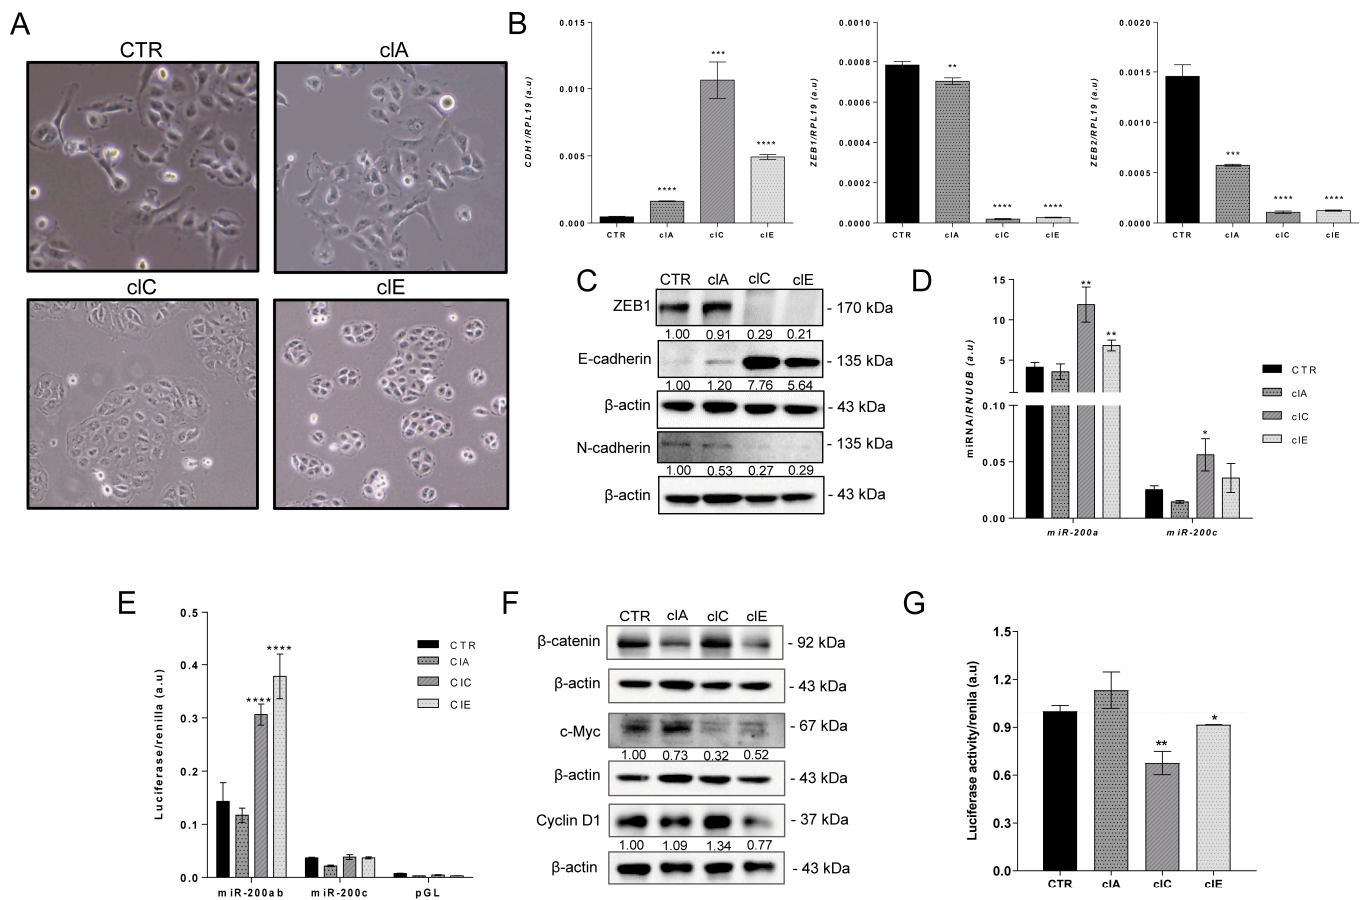 A
CTR
clA
clC
clE
B
CDH1/RPL19 (a.u)
0.015
0.010
0.005
0.000
****
***
****
CTR
clA
clC
clE
ZEB1/RPL19 (a.u)
0.0010
0.0008
0.0006
0.0004
0.0002
0.0000
**
****
****
CTR
clA
clC
clE
ZEB2/RPL19 (a.u)
0.0020
0.0015
0.0010
0.0005
0.0000
***
****
****
CTR
clA
clC
clE
C
CTR clA clC clE
ZEB1 - 170 kDa
1.00 0.91 0.29 0.21
E-cadherin - 135 kDa
1.00 1.20 7.76 5.64
β-actin - 43 kDa
N-cadherin - 135 kDa
1.00 0.53 0.27 0.29
β-actin - 43 kDa
D
miRNA/RNU6B (a.u)
15
10
5
0.10
0.05
0.00
**
**
*
miR-200a
miR-200c
CTR
clA
clC
clE
E
Luciferase/renilla (a.u)
0.5
0.4
0.3
0.2
0.1
0.0
****
****
miR-200ab
miR-200c
pGL
CTR
ClA
ClC
ClE
F
CTR clA clC clE
β-catenin - 92 kDa
β-actin - 43 kDa
c-Myc - 67 kDa
1.00 0.73 0.32 0.52
β-actin - 43 kDa
Cyclin D1 - 37 kDa
1.00 1.09 1.34 0.77
β-actin - 43 kDa
G
Luciferase activity/renila (a.u)
1.5
1.2
0.9
0.6
0.3
0.0
**
*
CTR
clA
clC
clE